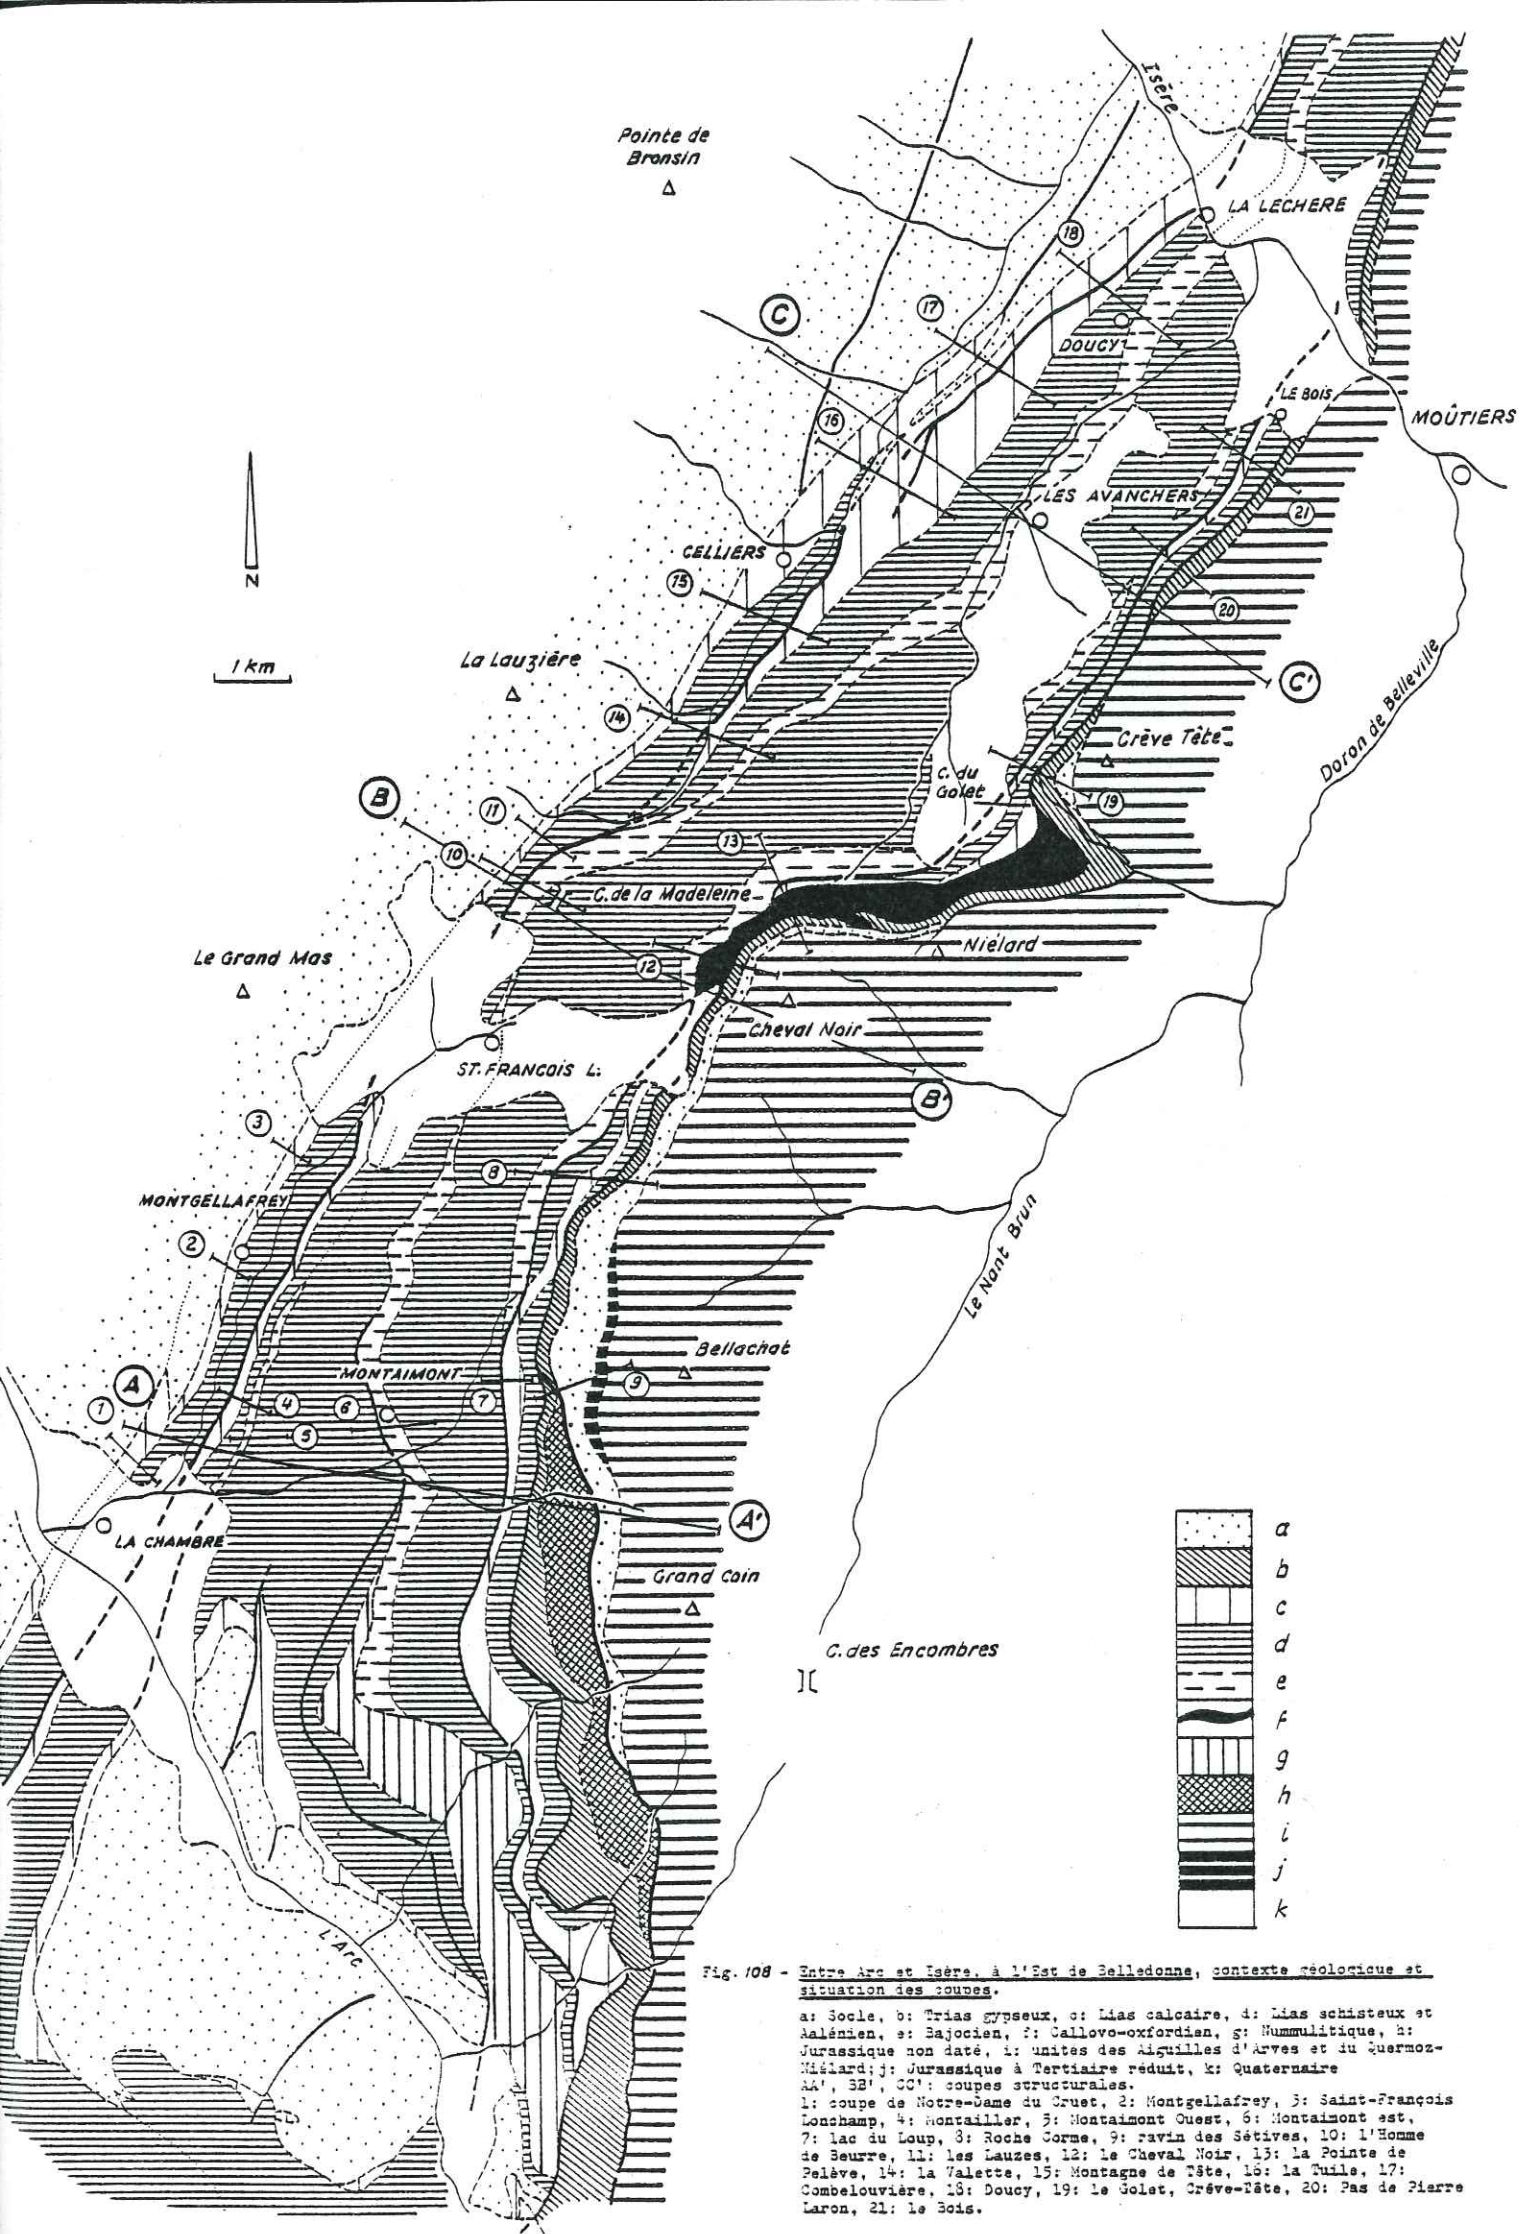 Isère
Pointe de
Bronsin
LA LECHERE
18
C
17
DOUCY
LE BOIS
16
MOÛTIERS
LES AVANCHERS
21
CELLIERS
15
N
20
1 km
La Lauzière
C'
Doron de Belleville
14
Crêve Tête
B
C. du
Golet
11
19
13
10
C. de la Madeleine
Niélard
Le Grand Mas
12
Cheval Noir
ST. FRANCOIS L.
B'
3
8
MONTGELLAFREY
2
Le Nant Brun
Bellachat
MONTAIMONT
A
9
1
4
6
7
5
A'
LA CHAMBRE
a
b
Grand Coin
c
C. des Encombres
d
e
f
g
h
i
j
k
L'Arc
Fig. 108 - Entre Arc et Isère, à l'Est de Belledonne, contexte géologique et
situation des coupes.
a: Socle, b: Trias gypseux, c: Lias calcaire, d: Lias schisteux et
Aalénien, e: Bajocien, f: Callovo-oxfordien, g: Nummulitique, h:
Jurassique non daté, i: unités des Aiguilles d'Arves et du Quermoz-
Niélard; j: Jurassique à Tertiaire réduit, k: Quaternaire
AA', BB', CC': coupes structurales.
1: coupe de Notre-Dame du Cruet, 2: Montgellafrey, 3: Saint-François
Lonchamp, 4: Montailler, 5: Montaimont Ouest, 6: Montaimont est,
7: lac du Loup, 8: Roche Corme, 9: ravin des Sétives, 10: l'Homme
de Beurre, 11: les Lauzes, 12: le Cheval Noir, 13: la Pointe de
Pelève, 14: la Valette, 15: Montagne de Tête, 16: la Tuile, 17:
Combelouvière, 18: Doucy, 19: le Golet, Crève-Tête, 20: Pas de Pierre
Laron, 21: le Bois.